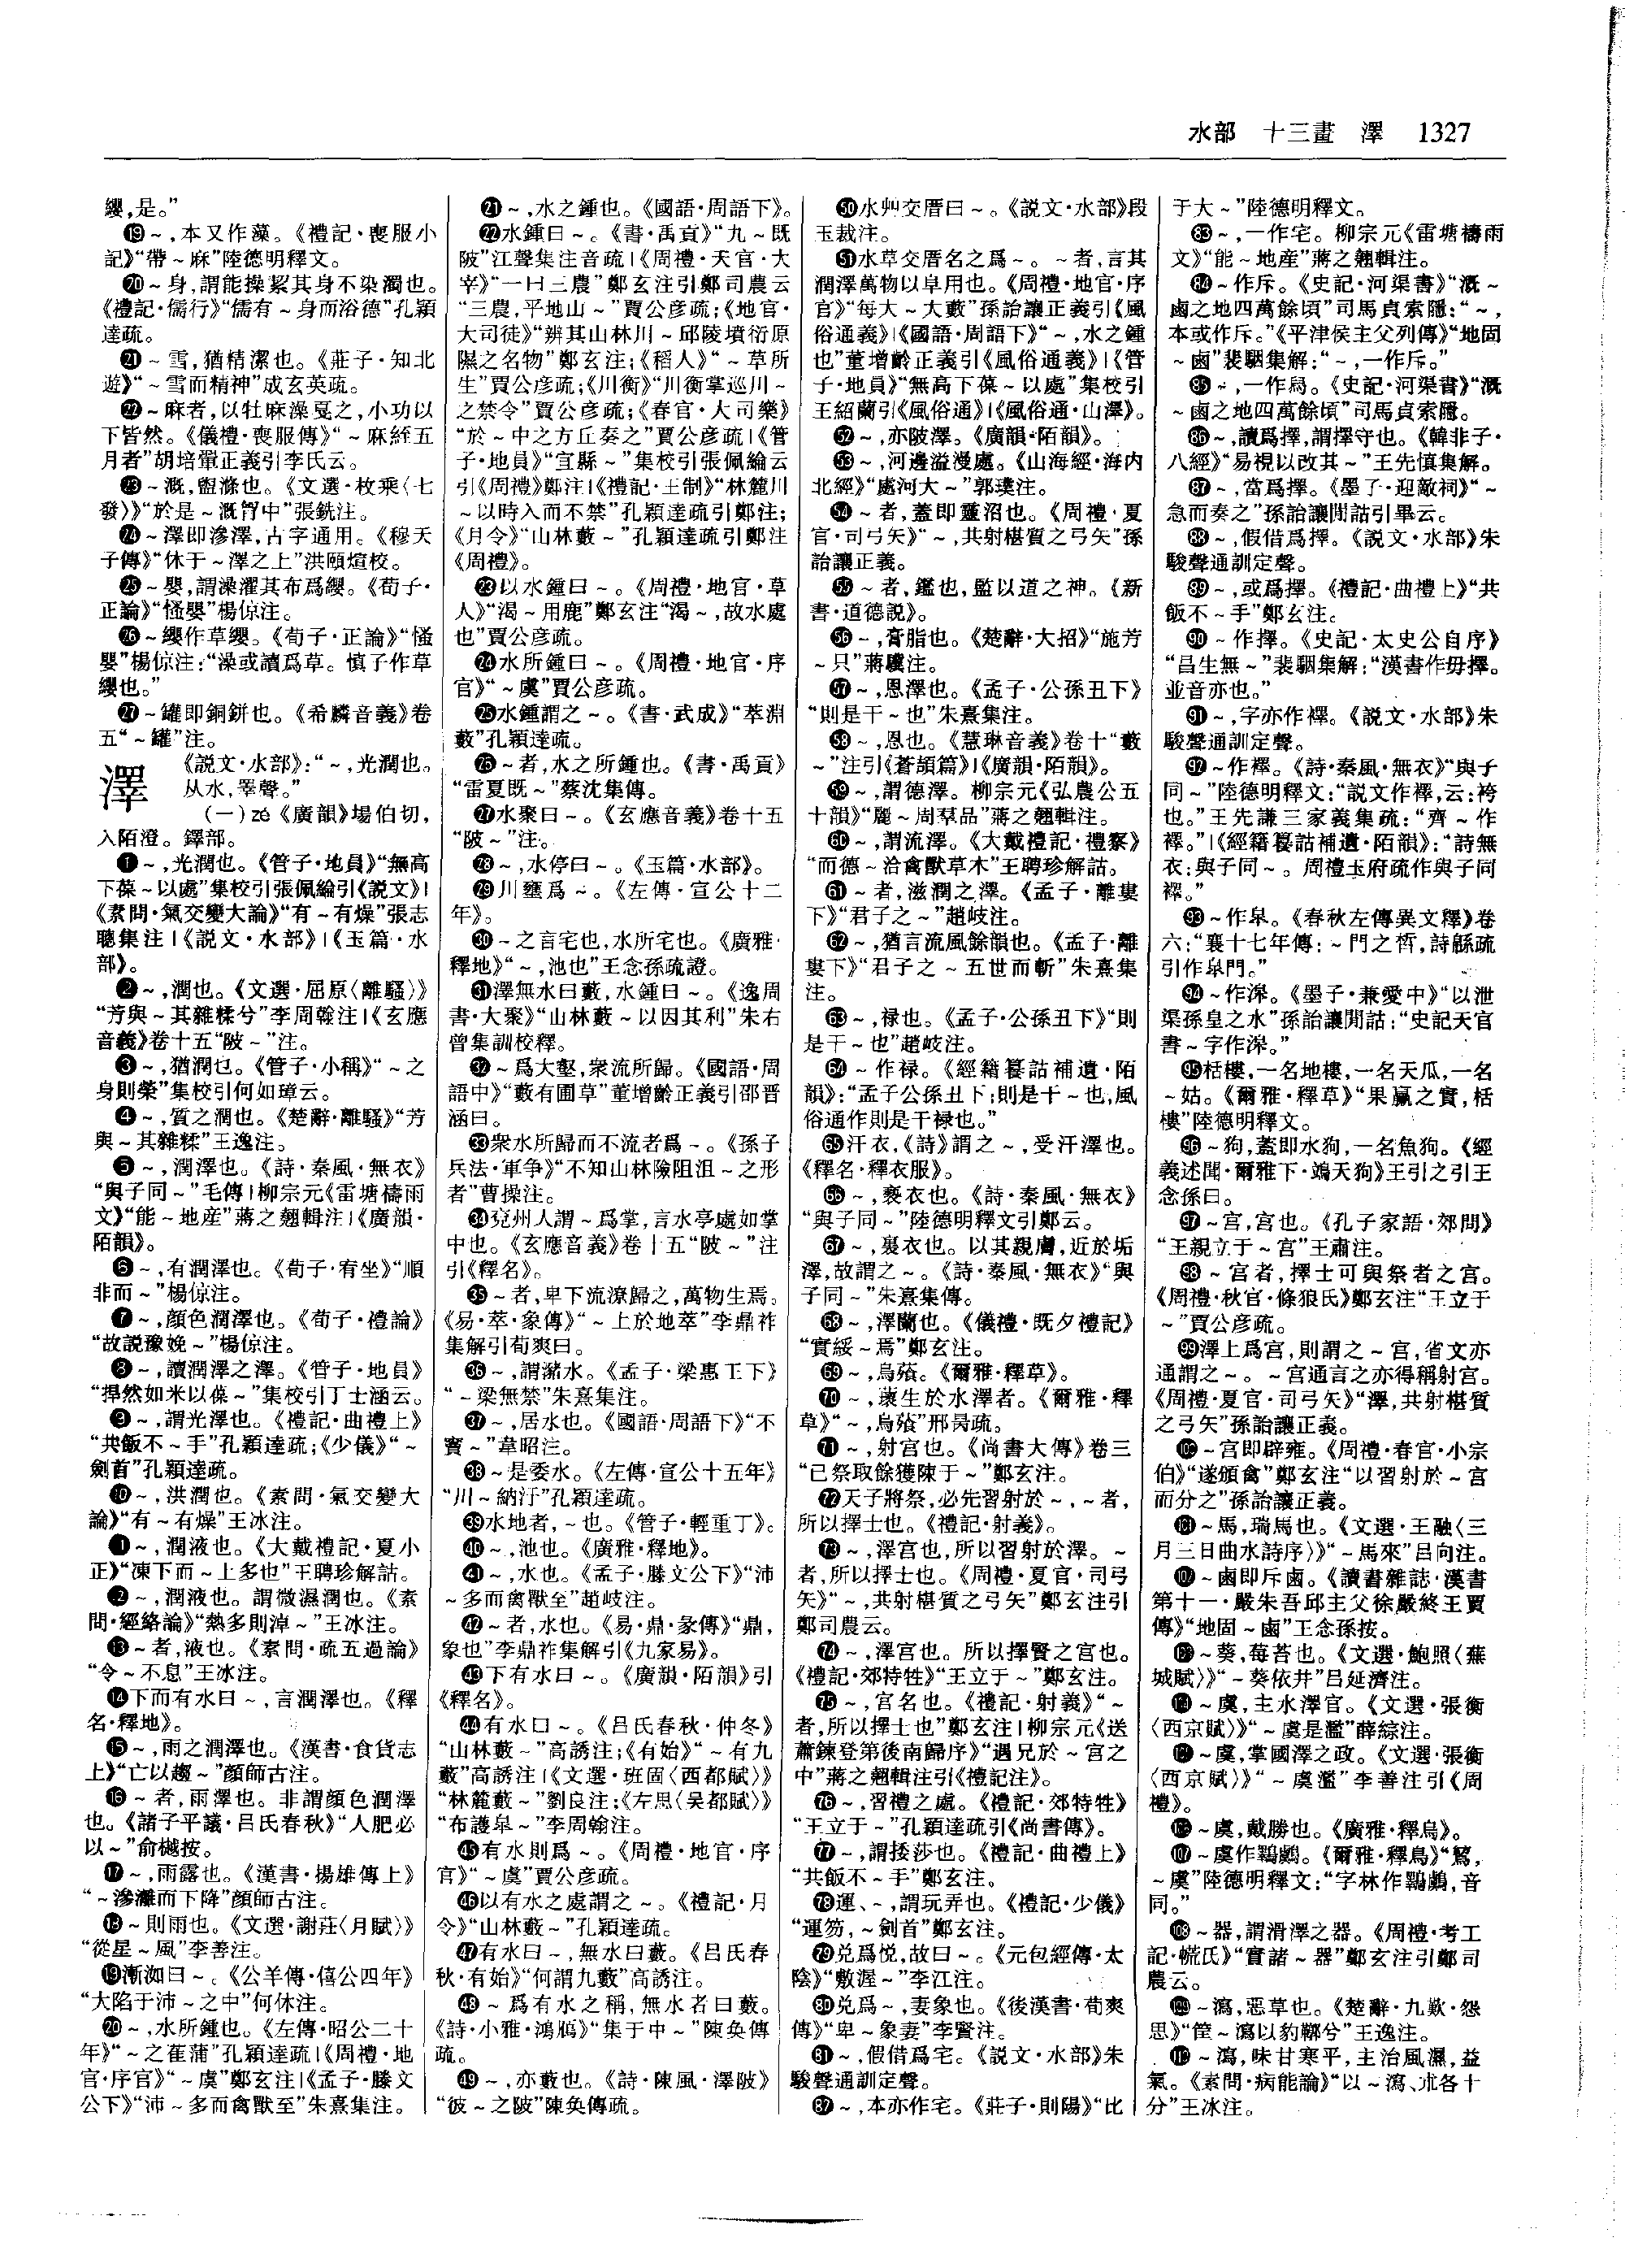 水部　十三畫　澤　1327
纓,是。”
⑲～,本又作藻。《禮記·喪服小
記》“帶～麻”陸德明釋文。
⑳～身,謂能操絜其身不染濁也。
《禮記·儒行》“儒有～身而浴德”孔穎
達疏。
㉑～雪,猶精潔也。《莊子·知北
遊》“～雪而精神”成玄英疏。
㉒～麻者,以牡麻澡戛之,小功以
下皆然。《儀禮·喪服傳》“～麻絰五
月者”胡培翬正義引李氏云。
㉓～溉,盥滌也。《文選·枚乘〈七
發〉》“於是～溉胷中”張銑注。
㉔～澤即滲澤,古字通用。《穆天
子傳》“休于～澤之上”洪頤煊校。
㉕～嬰,謂澡濯其布爲纓。《荀子·
正論》“慅嬰”楊倞注。
㉖～纓作草纓。《荀子·正論》“慅
嬰”楊倞注:“澡或讀爲草。慎子作草
纓也。”
㉗～罐即銅缾也。《希麟音義》卷
五“～罐”注。
澤
《説文·水部》:“～,光潤也。
从水,睪聲。”
(一)zé《廣韻》場伯切,
入陌澄。鐸部。
❶～,光潤也。《管子·地員》“無高
下葆～以處”集校引張佩綸引《説文》|
《素問·氣交變大論》“有～有燥”張志
聰集注|《説文·水部》|《玉篇·水
部》。
❷～,潤也。《文選·屈原〈離騷〉》
“芳與～其雜糅兮”李周翰注|《玄應
音義》卷十五“陂～”注。
❸～,猶潤也。《管子·小稱》“～之
身則榮”集校引何如璋云。
❹～,質之潤也。《楚辭·離騷》“芳
與～其雜糅”王逸注。
❺～,潤澤也。《詩·秦風·無衣》
“與子同～”毛傳|柳宗元《雷塘禱雨
文》“能～地産”蔣之翹輯注|《廣韻·
陌韻》。
❻～,有潤澤也。《荀子·宥坐》“順
非而～”楊倞注。
❼～,顔色潤澤也。《荀子·禮論》
“故説豫娩～”楊倞注。
❽～,讀潤澤之澤。《管子·地員》
“捍然如米以葆～”集校引丁士涵云。
❾～,謂光澤也。《禮記·曲禮上》
“共飯不～手”孔穎達疏;《少儀》“～
劍首”孔穎達疏。
❿～,洪潤也。《素問·氣交變大
論》“有～有燥”王冰注。
⓫～,潤液也。《大戴禮記·夏小
正》“凍下而～上多也”王聘珍解詁。
⓬～,潤液也。謂微濕潤也。《素
問·經絡論》“熱多則淖～”王冰注。
⓭～者,液也。《素問·疏五過論》
“令～不息”王冰注。
⓮下而有水曰～,言潤澤也。《釋
名·釋地》。
⓯～,雨之潤澤也。《漢書·食貨志
上》“亡以趨～”顔師古注。
⓰～者,雨澤也。非謂顔色潤澤
也。《諸子平議·吕氏春秋》“人肥必
以～”俞樾按。
⓱～,雨露也。《漢書·楊雄傳上》
“～滲灕而下降”顔師古注。
⓲～則雨也。《文選·謝莊〈月賦〉》
“從星～風”李善注。
⓳漸洳曰～。《公羊傳·僖公四年》
“大陷于沛～之中”何休注。
⓴～,水所鍾也。《左傳·昭公二十
年》“～之萑蒲”孔穎達疏|《周禮·地
官·序官》“～虞”鄭玄注|《孟子·滕文
公下》“沛～多而禽獸至”朱熹集注。
㉑～,水之鍾也。《國語·周語下》。
㉒水鍾曰～。《書·禹貢》“九～既
陂”江聲集注音疏|《周禮·天官·大
宰》“一曰三農”鄭玄注引鄭司農云
“三農,平地山～”賈公彦疏;《地官·
大司徒》“辨其山林川～邱陵墳衍原
隰之名物”鄭玄注;《稻人》“～草所
生”賈公彦疏;《川衡》“川衡掌巡川～
之禁令”賈公彦疏;《春官·大司樂》
“於～中之方丘奏之”賈公彦疏|《管
子·地員》“宜縣～”集校引張佩綸云
引《周禮》鄭注|《禮記·王制》“林麓川
～以時入而不禁”孔穎達疏引鄭注;
《月令》“山林藪～”孔穎達疏引鄭注
《周禮》。
㉓以水鍾曰～。《周禮·地官·草
人》“渴～用鹿”鄭玄注“渴～,故水處
也”賈公彦疏。
㉔水所鍾曰～。《周禮·地官·序
官》“～虞”賈公彦疏。
㉕水鍾謂之～。《書·武成》“萃淵
藪”孔穎達疏。
㉖～者,水之所鍾也。《書·禹貢》
“雷夏既～”蔡沈集傳。
㉗水聚曰～。《玄應音義》卷十五
“陂～”注。
㉘～,水停曰～。《玉篇·水部》。
㉙川壅爲～。《左傳·宣公十二
年》。
㉚～之言宅也,水所宅也。《廣雅·
釋地》“～,池也”王念孫疏證。
㉛澤無水曰藪,水鍾曰～。《逸周
書·大聚》“山林藪～以因其利”朱右
曾集訓校釋。
㉜～爲大壑,衆流所歸。《國語·周
語中》“藪有圃草”董增齡正義引邵晉
涵曰。
㉝衆水所歸而不流者爲～。《孫子
兵法·軍争》“不知山林險阻沮～之形
者”曹操注。
㉞兗州人謂～爲掌,言水亭處如掌
中也。《玄應音義》卷十五“陂～”注
引《釋名》。
㉟～者,卑下流潦歸之,萬物生焉。
《易·萃·象傳》“～上於地萃”李鼎祚
集解引荀爽曰。
㊱～,謂瀦水。《孟子·梁惠王下》
“～梁無禁”朱熹集注。
㊲～,居水也。《國語·周語下》“不
竇～”韋昭注。
㊳～是委水。《左傳·宣公十五年》
“川～納汙”孔穎達疏。
㊴水地者,～也。《管子·輕重丁》。
㊵～,池也。《廣雅·釋地》。
㊶～,水也。《孟子·滕文公下》“沛
～多而禽獸至”趙岐注。
㊷～者,水也。《易·鼎·彖傳》“鼎,
象也”李鼎祚集解引《九家易》。
㊸下有水曰～。《廣韻·陌韻》引
《釋名》。
㊹有水曰～。《吕氏春秋·仲冬》
“山林藪～”高誘注;《有始》“～有九
藪”高誘注|《文選·班固〈西都賦〉》
“林麓藪～”劉良注;《左思〈吴都賦〉》
“布濩皋～”李周翰注。
㊺有水則爲～。《周禮·地官·序
官》“～虞”賈公彦疏。
㊻以有水之處謂之～。《禮記·月
令》“山林藪～”孔穎達疏。
㊼有水曰～,無水曰藪。《吕氏春
秋·有始》“何謂九藪”高誘注。
㊽～爲有水之稱,無水者曰藪。
《詩·小雅·鴻鴈》“集于中～”陳奂傳
疏。
㊾～,亦藪也。《詩·陳風·澤陂》
“彼～之陂”陳奂傳疏。
㊿水艸交厝曰～。《説文·水部》段
玉裁注。
51水草交厝名之爲～。～者,言其
潤澤萬物以阜用也。《周禮·地官·序
官》“每大～大藪”孫詒讓正義引《風
俗通義》|《國語·周語下》“～,水之鍾
也”董增齡正義引《風俗通義》|《管
子·地員》“無高下葆～以處”集校引
王紹蘭引《風俗通》|《風俗通·山澤》。
52～,亦陂澤。《廣韻·陌韻》。
53～,河邊溢漫處。《山海經·海内
北經》“處河大～”郭璞注。
54～者,蓋即靈沼也。《周禮·夏
官·司弓矢》“～,共射椹質之弓矢”孫
詒讓正義。
55～者,鑑也,監以道之神。《新
書·道德説》。
56～,膏脂也。《楚辭·大招》“施芳
～只”蔣驥注。
57～,恩澤也。《孟子·公孫丑下》
“則是干～也”朱熹集注。
58～,恩也。《慧琳音義》卷十“藪
～”注引《蒼頡篇》|《廣韻·陌韻》。
59～,謂德澤。柳宗元《弘農公五
十韻》“麗～周羣品”蔣之翹輯注。
60～,謂流澤。《大戴禮記·禮察》
“而德～洽禽獸草木”王聘珍解詁。
61～者,滋潤之澤。《孟子·離婁
下》“君子之～”趙岐注。
62～,猶言流風餘韻也。《孟子·離
婁下》“君子之～五世而斬”朱熹集
注。
63～,禄也。《孟子·公孫丑下》“則
是干～也”趙岐注。
64～作禄。《經籍籑詁補遺·陌
韻》:“孟子公孫丑下:則是干～也,風
俗通作則是干禄也。”
65汗衣,《詩》謂之～,受汗澤也。
《釋名·釋衣服》。
66～,褻衣也。《詩·秦風·無衣》
“與子同～”陸德明釋文引鄭云。
67～,裏衣也。以其親膚,近於垢
澤,故謂之～。《詩·秦風·無衣》“與
子同～”朱熹集傳。
68～,澤蘭也。《儀禮·既夕禮記》
“實綏～焉”鄭玄注。
69～,烏蕵。《爾雅·釋草》。
70～,蕵生於水澤者。《爾雅·釋
草》“～,烏蕵”邢昺疏。
71～,射宫也。《尚書大傳》卷三
“已祭取餘獲陳于～”鄭玄注。
72天子將祭,必先習射於～,～者,
所以擇士也。《禮記·射義》。
73～,澤宫也,所以習射於澤。～
者,所以擇士也。《周禮·夏官·司弓
矢》“～,共射椹質之弓矢”鄭玄注引
鄭司農云。
74～,澤宫也。所以擇賢之宫也。
《禮記·郊特牲》“王立于～”鄭玄注。
75～,宫名也。《禮記·射義》“～
者,所以擇士也”鄭玄注|柳宗元《送
蕭鍊登第後南歸序》“遇兄於～宫之
中”蔣之翹輯注引《禮記注》。
76～,習禮之處。《禮記·郊特牲》
“王立于～”孔穎達疏引《尚書傳》。
77～,謂捼莎也。《禮記·曲禮上》
“共飯不～手”鄭玄注。
78運、～,謂玩弄也。《禮記·少儀》
“運笏,～劍首”鄭玄注。
79兑爲悦,故曰～。《元包經傳·太
陰》“敷渥～”李江注。
80兑爲～,妻象也。《後漢書·荀爽
傳》“卑～象妻”李賢注。
81～,假借爲宅。《説文·水部》朱
駿聲通訓定聲。
82～,本亦作宅。《莊子·則陽》“比
于大～”陸德明釋文。
83～,一作宅。柳宗元《雷塘禱雨
文》“能～地産”蔣之翹輯注。
84～作斥。《史記·河渠書》“溉～
鹵之地四萬餘頃”司馬貞索隱:“～,
本或作斥。”《平津侯主父列傳》“地固
～鹵”裴駰集解:“～,一作斥。”
85～,一作舄。《史記·河渠書》“溉
～鹵之地四萬餘頃”司馬貞索隱。
86～,讀爲擇,謂擇守也。《韓非子·
八經》“易視以改其～”王先慎集解。
87～,當爲擇。《墨子·迎敵祠》“～
急而奏之”孫詒讓閒詁引畢云。
88～,假借爲擇。《説文·水部》朱
駿聲通訓定聲。
89～,或爲擇。《禮記·曲禮上》“共
飯不～手”鄭玄注。
90～作擇。《史記·太史公自序》
“昌生無～”裴駰集解:“漢書作毋擇。
並音亦也。”
91～,字亦作襗。《説文·水部》朱
駿聲通訓定聲。
92～作襗。《詩·秦風·無衣》“與子
同～”陸德明釋文:“説文作襗,云:袴
也。”王先謙三家義集疏:“齊～作
襗。”|《經籍籑詁補遺·陌韻》:“詩無
衣:與子同～。周禮玉府疏作與子同
襗。”
93～作皋。《春秋左傳異文釋》卷
六:“襄十七年傳:～門之晳,詩緜疏
引作皋門。”
94～作滜。《墨子·兼愛中》“以泄
渠孫皇之水”孫詒讓閒詁:“史記天官
書～字作滜。”
95栝樓,一名地樓,一名天瓜,一名
～姑。《爾雅·釋草》“果臝之實,栝
樓”陸德明釋文。
96～狗,蓋即水狗,一名魚狗。《經
義述聞·爾雅下·鴗天狗》王引之引王
念孫曰。
97～宫,宫也。《孔子家語·郊問》
“王親立于～宫”王肅注。
98～宫者,擇士可與祭者之宫。
《周禮·秋官·條狼氏》鄭玄注“王立于
～”賈公彦疏。
99澤上爲宫,則謂之～宫,省文亦
通謂之～。～宫通言之亦得稱射宫。
《周禮·夏官·司弓矢》“澤,共射椹質
之弓矢”孫詒讓正義。
100～宫即辟雍。《周禮·春官·小宗
伯》“遂頒禽”鄭玄注“以習射於～宫
而分之”孫詒讓正義。
101～馬,瑞馬也。《文選·王融〈三
月三日曲水詩序〉》“～馬來”吕向注。
102～鹵即斥鹵。《讀書雜誌·漢書
第十一·嚴朱吾邱主父徐嚴終王賈
傳》“地固～鹵”王念孫按。
103～葵,莓苔也。《文選·鮑照〈蕪
城賦〉》“～葵依井”吕延濟注。
104～虞,主水澤官。《文選·張衡
〈西京賦〉》“～虞是濫”薛綜注。
105～虞,掌國澤之政。《文選·張衡
〈西京賦〉》“～虞濫”李善注引《周
禮》。
106～虞,戴勝也。《廣雅·釋鳥》。
107～虞作鸅鸆。《爾雅·釋鳥》“鶭,
～虞”陸德明釋文:“字林作鸅鸆,音
同。”
108～器,謂滑澤之器。《周禮·考工
記·㡛氏》“實諸～器”鄭玄注引鄭司
農云。
109～瀉,惡草也。《楚辭·九歎·怨
思》“筐～瀉以豹鞹兮”王逸注。
110～瀉,味甘寒平,主治風濕,益
氣。《素問·病能論》“以～瀉、朮各十
分”王冰注。